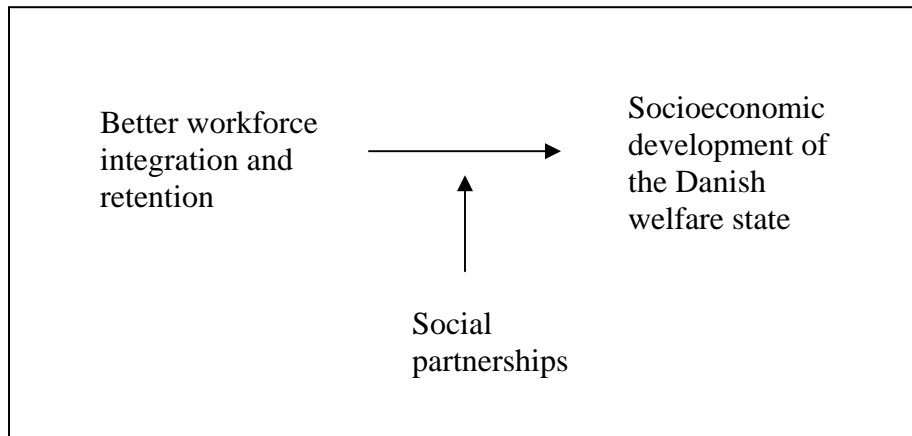 Better workforce
integration and
retention
Socioeconomic
development of
the Danish
welfare state
Social
partnerships